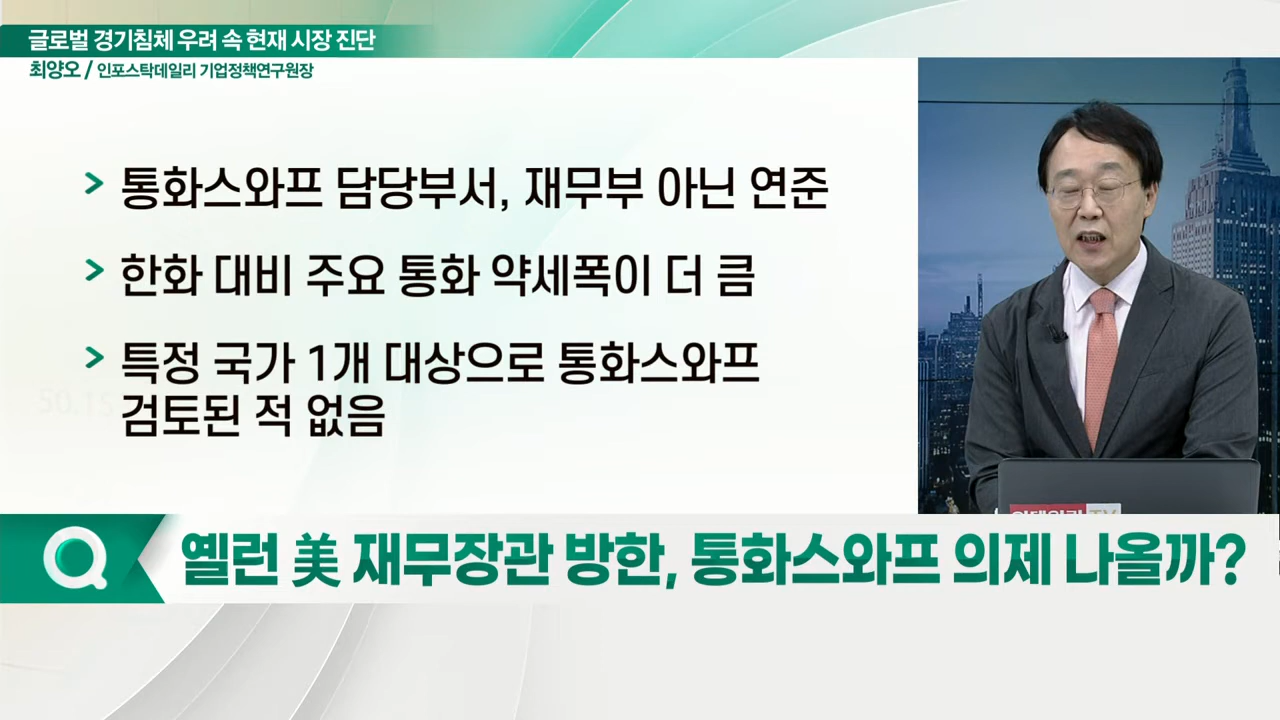 글로벌 경기침체 우려 속 현재 시장 진단
최양오 / 인포스탁데일리 기업정책연구원장
> 통화스와프 담당부서, 재무부 아닌 연준
> 한화 대비 주요 통화 약세폭이 더 큼
> 특정 국가 1개 대상으로 통화스와프
검토된 적 없음
Q 옐런 美 재무장관 방한, 통화스와프 의제 나올까?